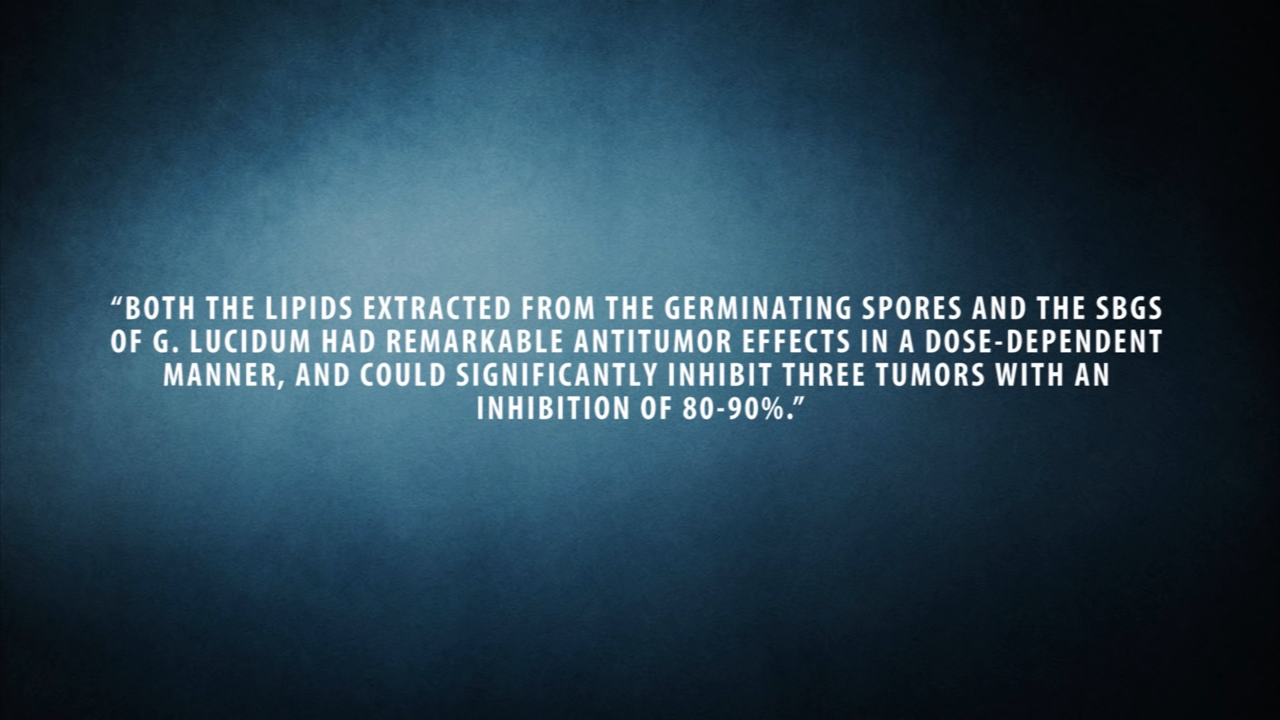 “BOTH THE LIPIDS EXTRACTED FROM THE GERMINATING SPORES AND THE SBGS
OF G. LUCIDUM HAD REMARKABLE ANTITUMOR EFFECTS IN A DOSE-DEPENDENT
MANNER, AND COULD SIGNIFICANTLY INHIBIT THREE TUMORS WITH AN
INHIBITION OF 80-90%.”